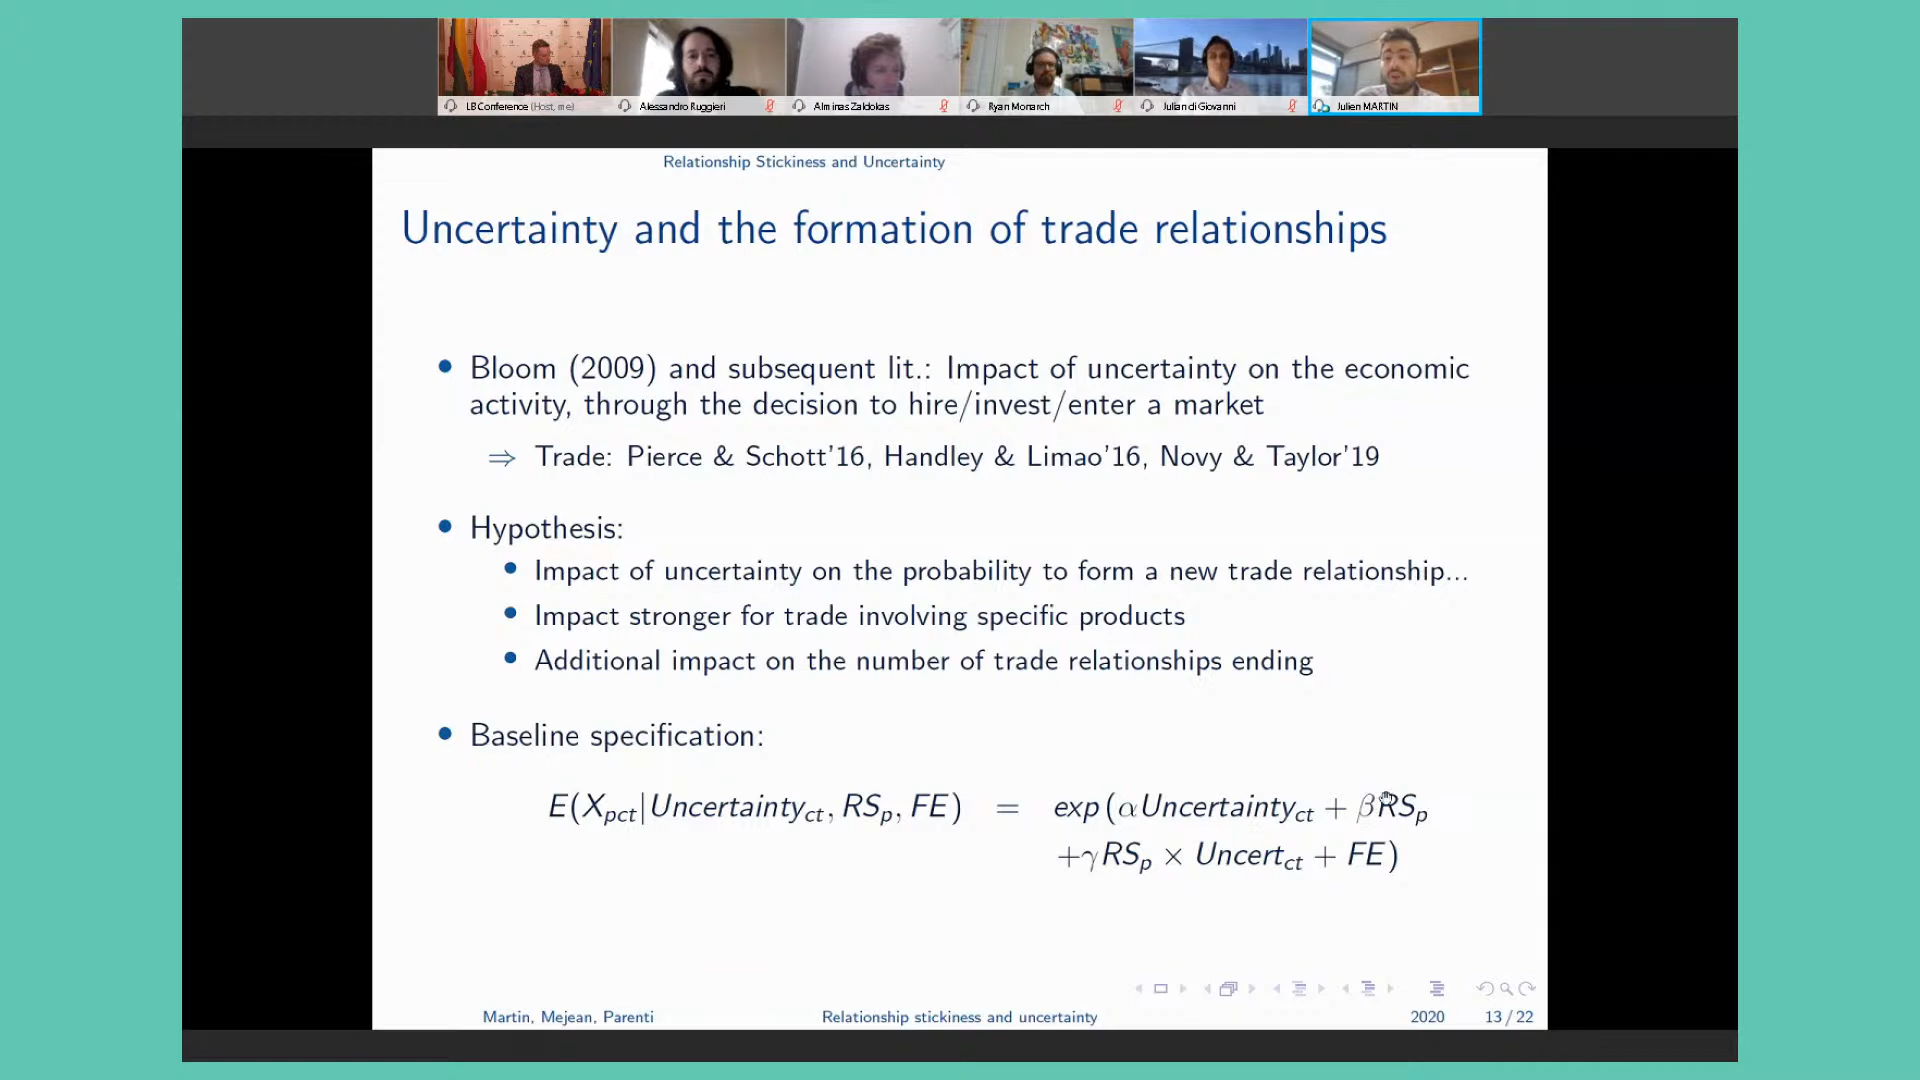 LB Conference (Host, me)
Alessandro Ruggieri
Alminas Zaldokas
Ryan Monarch
Julian di Giovanni
Julien MARTIN
Relationship Stickiness and Uncertainty
Uncertainty and the formation of trade relationships
• Bloom (2009) and subsequent lit.: Impact of uncertainty on the economic
activity, through the decision to hire/invest/enter a market
⇒ Trade: Pierce & Schott'16, Handley & Limao'16, Novy & Taylor'19
• Hypothesis:
• Impact of uncertainty on the probability to form a new trade relationship...
• Impact stronger for trade involving specific products
• Additional impact on the number of trade relationships ending
• Baseline specification:
E(X_pct|Uncertainty_ct, RS_p, FE) = exp(αUncertainty_ct + βRS_p
+γRS_p × Uncert_ct + FE)
Martin, Mejean, Parenti Relationship stickiness and uncertainty 2020 13 / 22